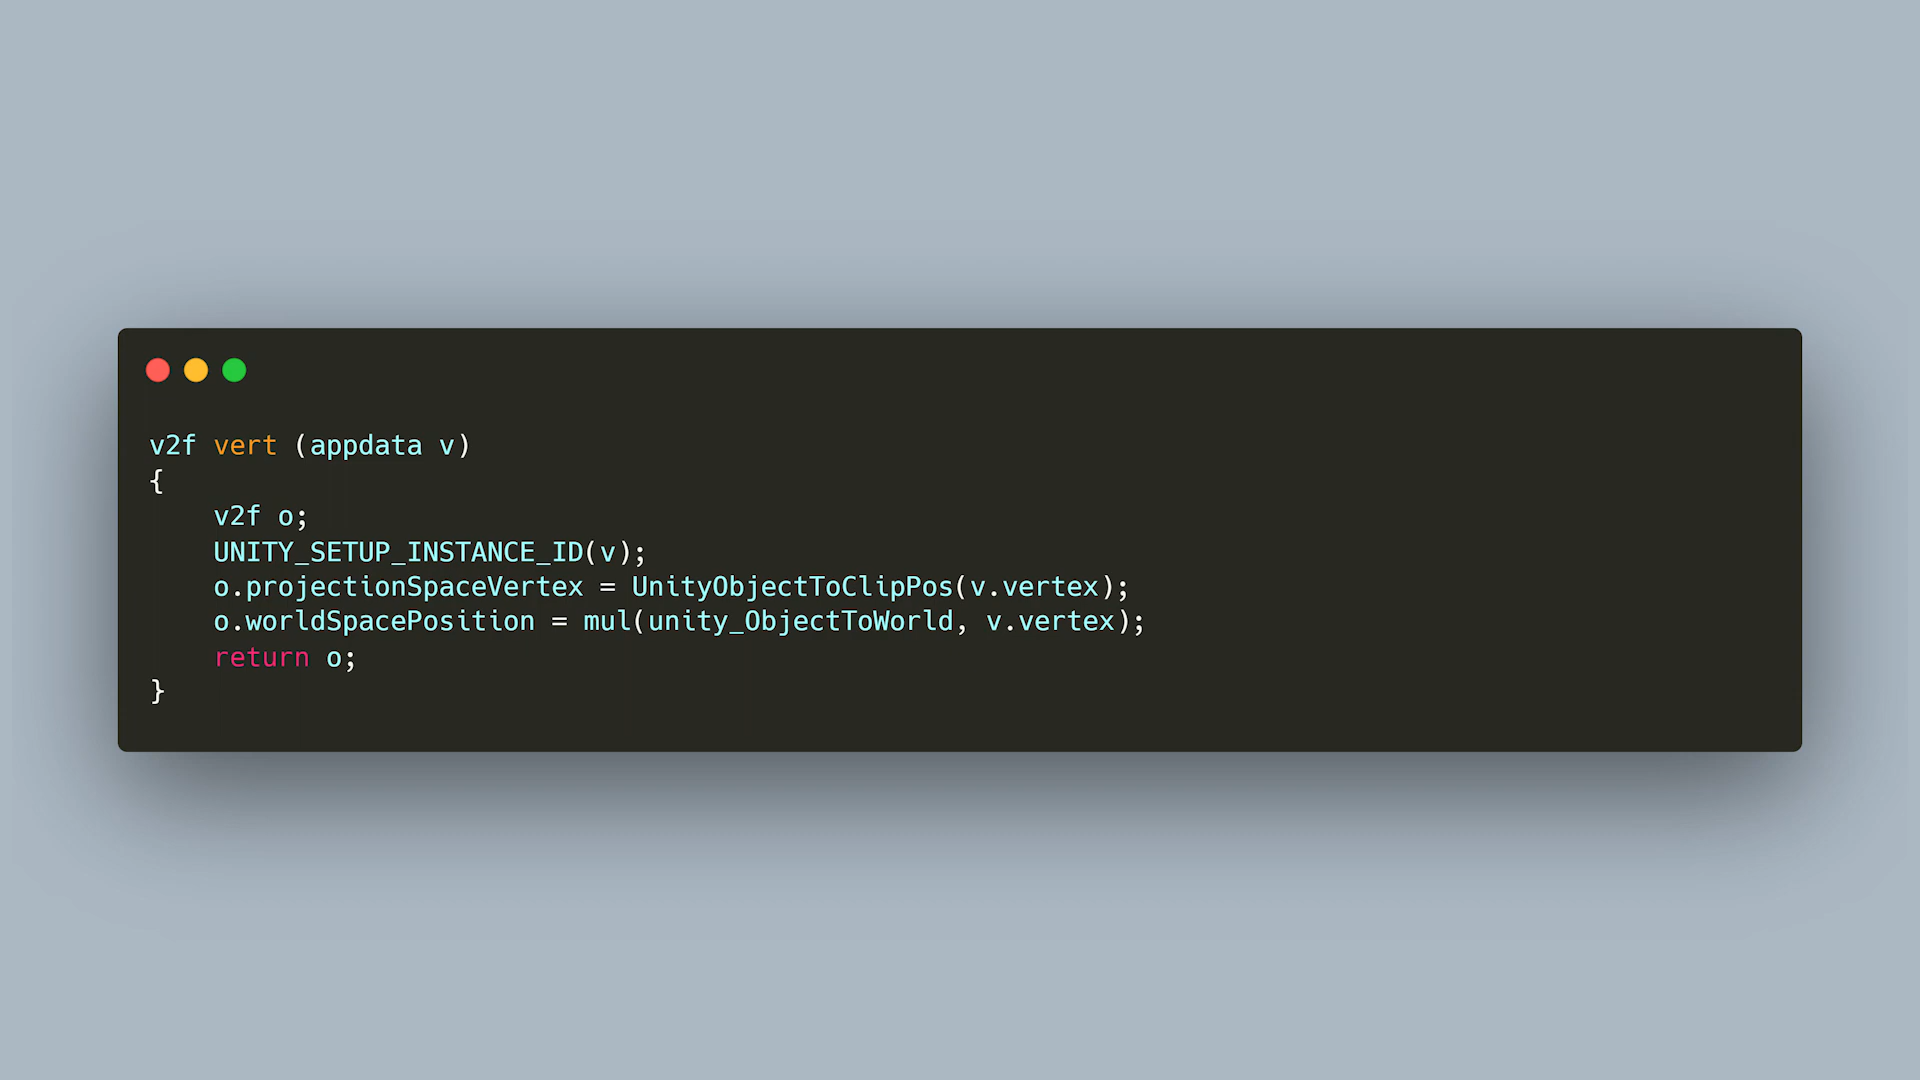 v2f vert (appdata v)
{
    v2f o;
    UNITY_SETUP_INSTANCE_ID(v);
    o.projectionSpaceVertex = UnityObjectToClipPos(v.vertex);
    o.worldSpacePosition = mul(unity_ObjectToWorld, v.vertex);
    return o;
}